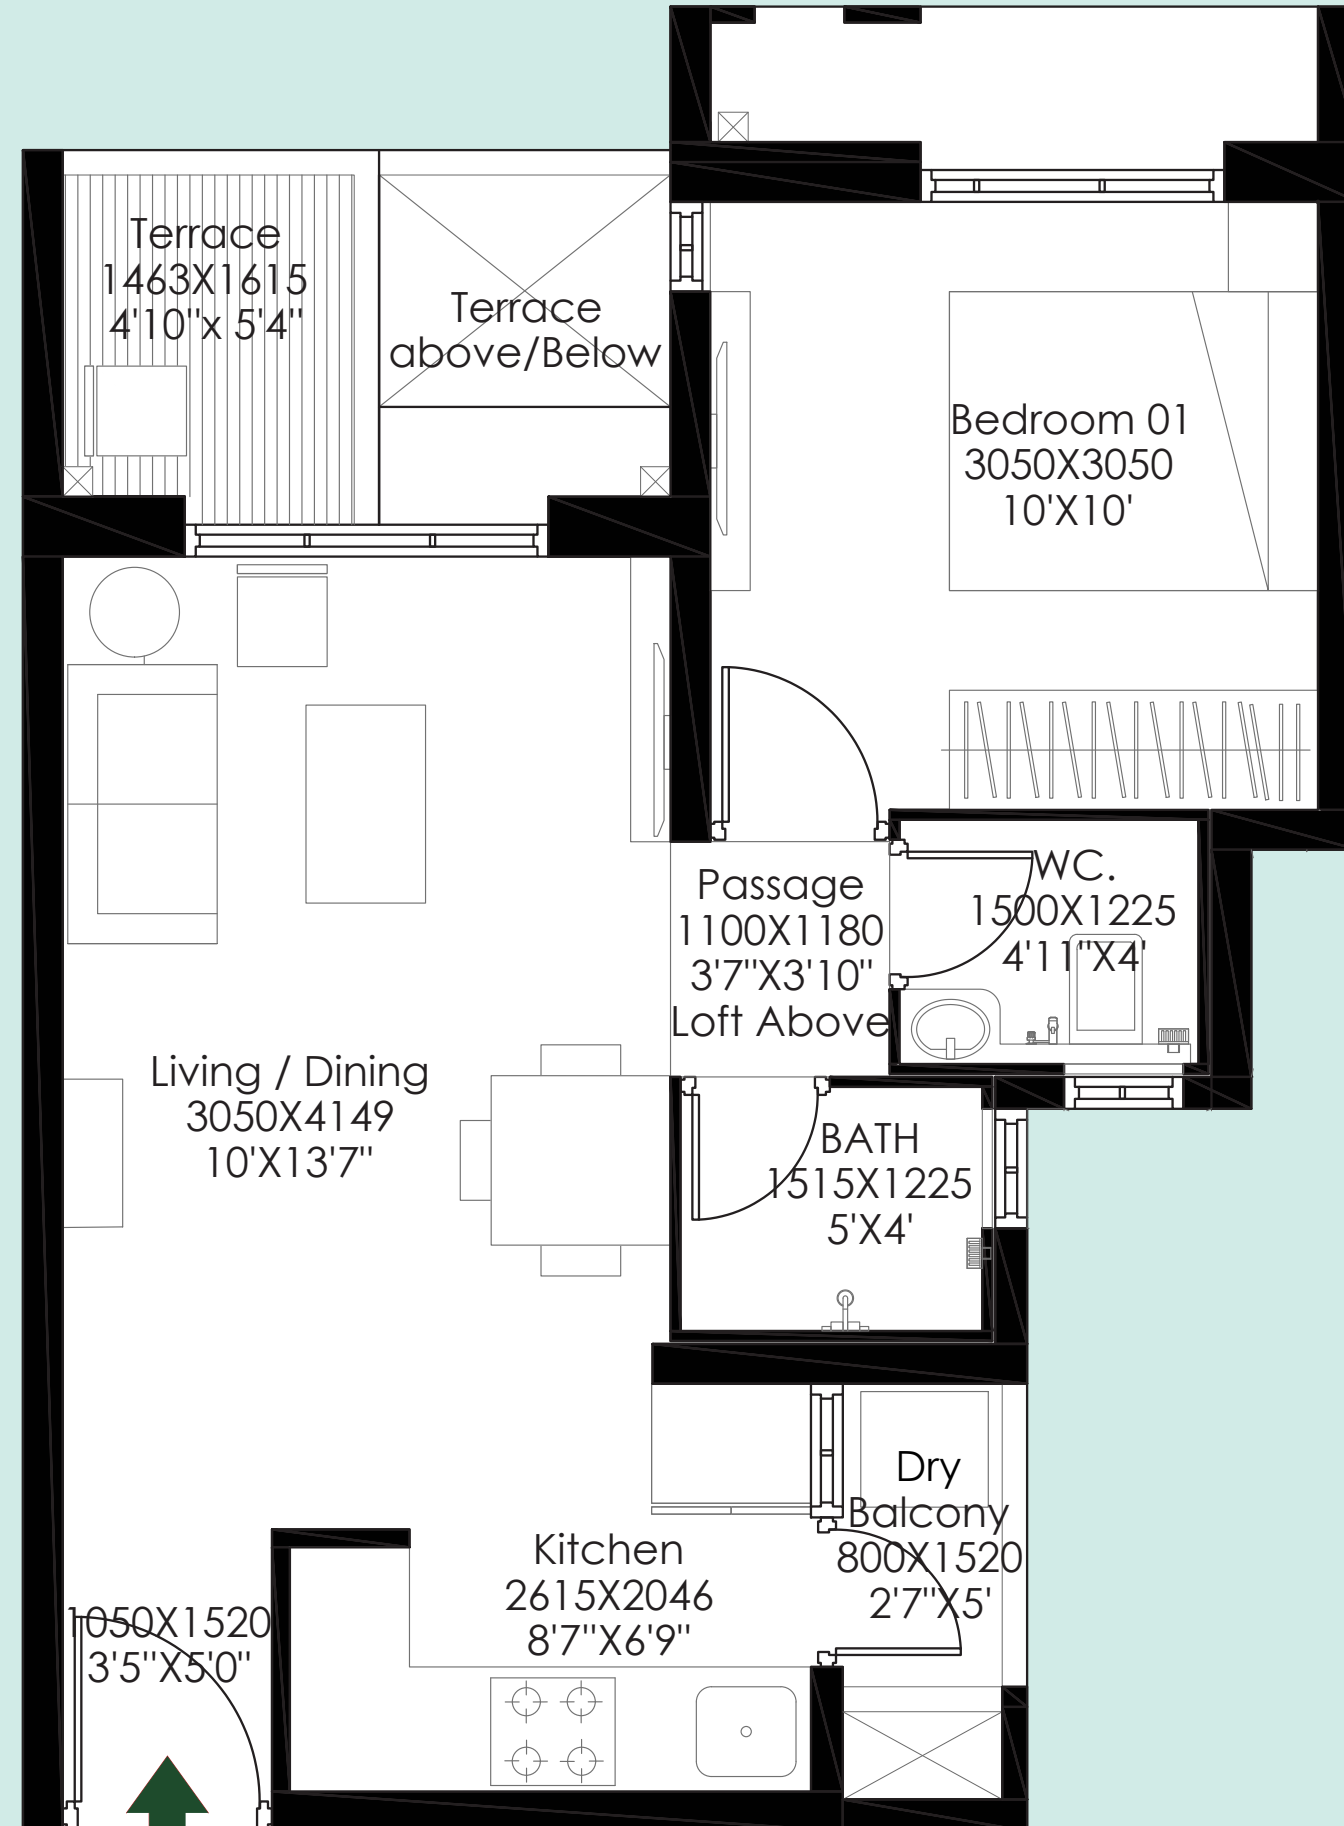 Terrace
1463X1615
4'10"x 5'4"
Terrace
above/Below
Bedroom 01
3050X3050
10'X10'
Passage
1100X1180
3'7"X3'10"
Loft Above
WC.
1500X1225
4'11"X4'
Living / Dining
3050X4149
10'X13'7"
BATH
1515X1225
5'X4'
Dry
Balcony
800X1520
2'7"X5'
Kitchen
2615X2046
8'7"X6'9"
1050X1520
3'5"X5'0"